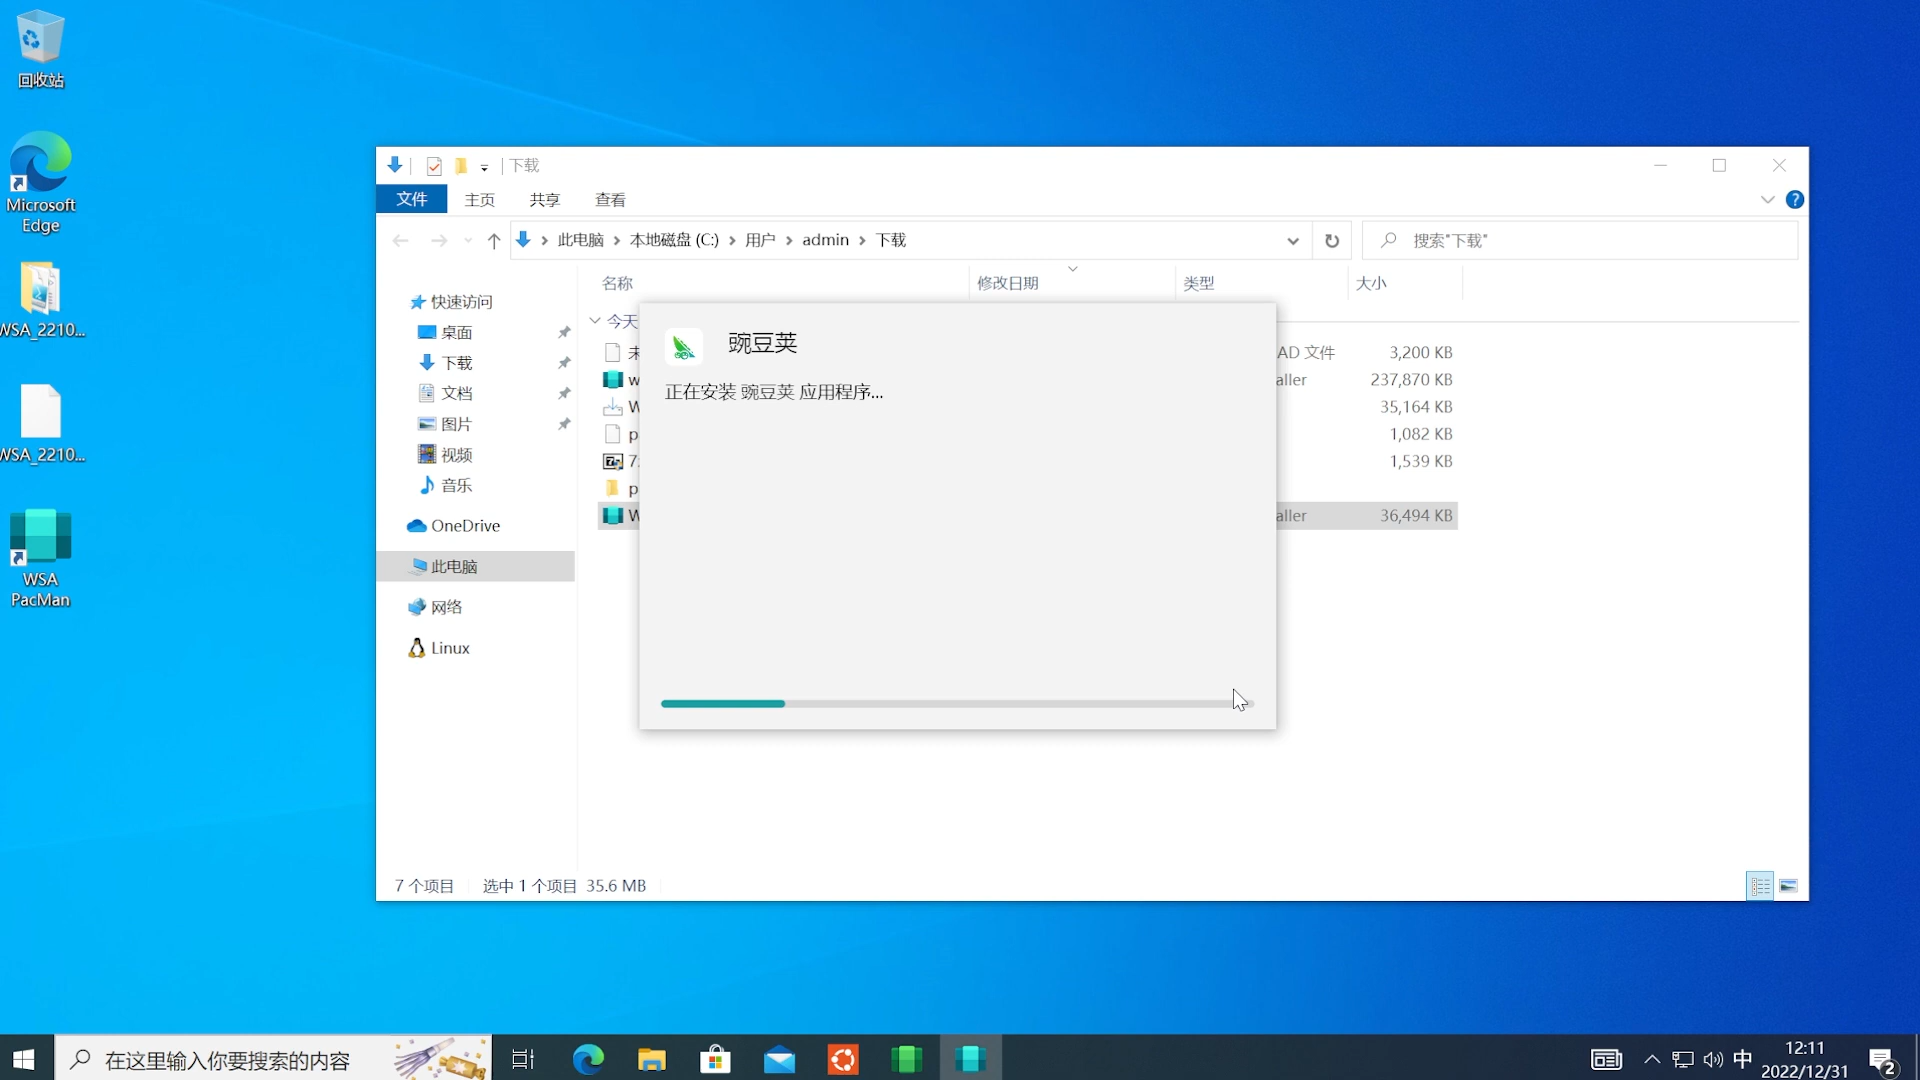 回收站
Microsoft
Edge
WSA_2210...
WSA_2210...
WSA
PacMan
下载
文件 主页 共享 查看
此电脑 本地磁盘 (C:) 用户 admin 下载
搜索"下载"
名称 修改日期 类型 大小
快速访问
桌面
下载
文档
图片
视频
音乐
OneDrive
此电脑
网络
Linux
今天
AD 文件 3,200 KB
w aller 237,870 KB
W 35,164 KB
p 1,082 KB
7 1,539 KB
p
W aller 36,494 KB
豌豆荚
正在安装 豌豆荚 应用程序...
7 个项目 选中 1 个项目 35.6 MB
在这里输入你要搜索的内容
中
12:11
2022/12/31
2